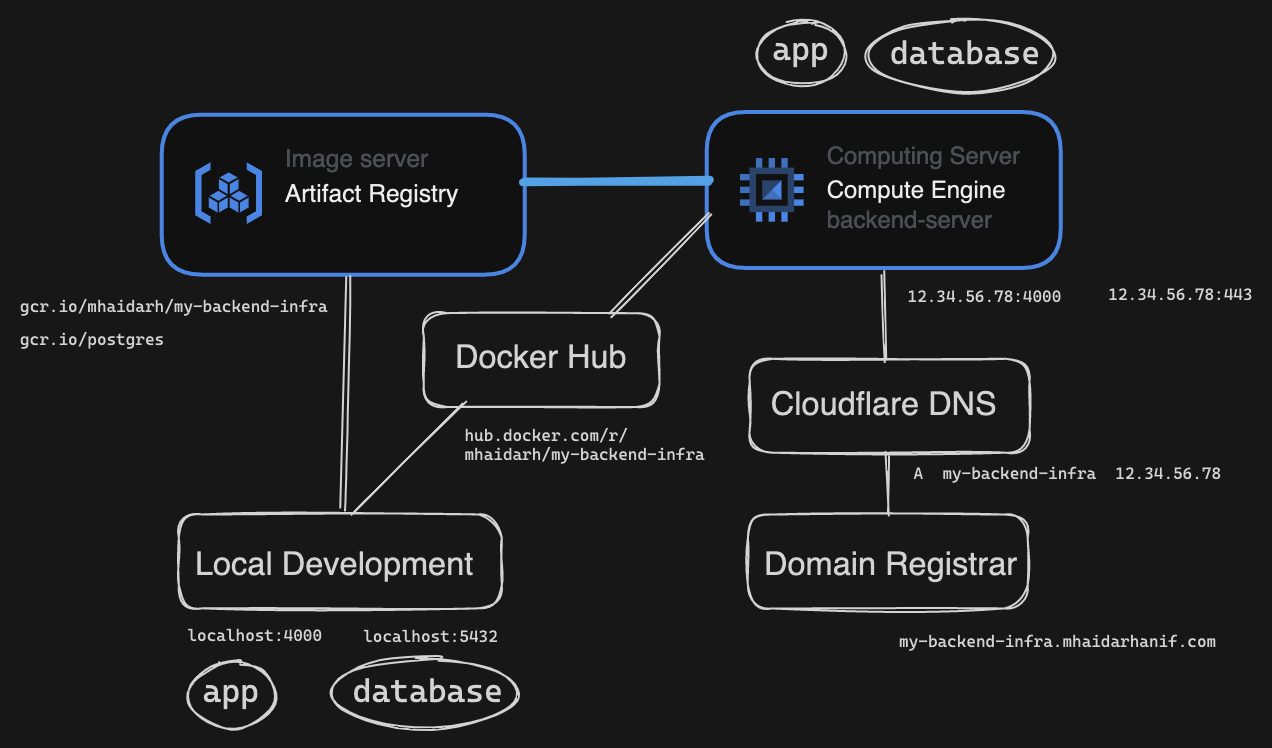 app
database
Image server
Artifact Registry
Computing Server
Compute Engine
backend-server
gcr.io/mhaidarh/my-backend-infra
gcr.io/postgres
12.34.56.78:4000
12.34.56.78:443
Docker Hub
hub.docker.com/r/
mhaidarh/my-backend-infra
Cloudflare DNS
A my-backend-infra 12.34.56.78
Local Development
Domain Registrar
localhost:4000
localhost:5432
my-backend-infra.mhaidarhanif.com
app
database